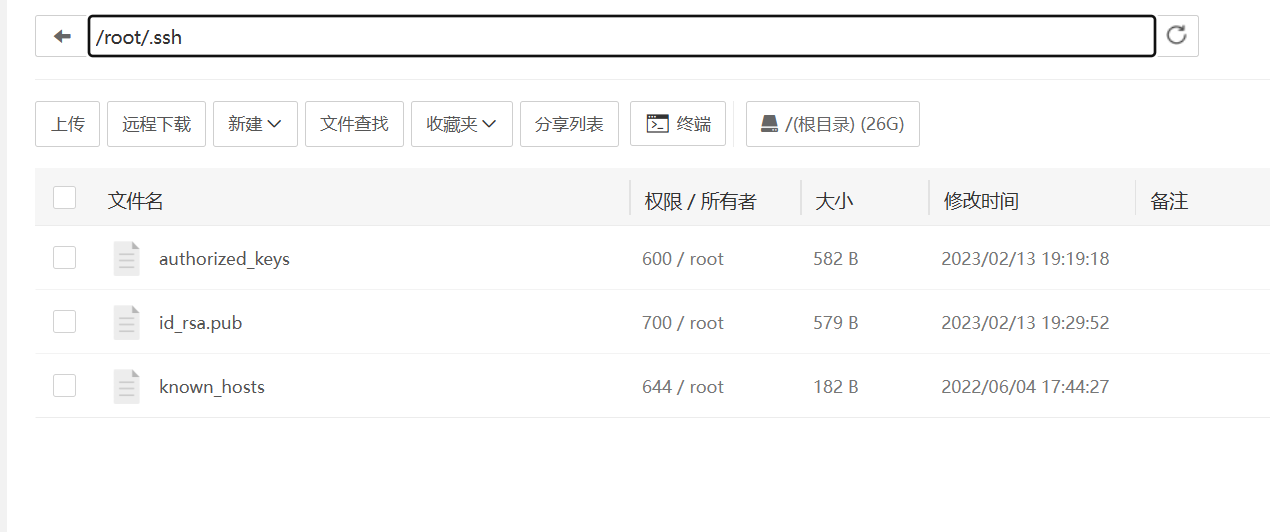 /root/.ssh
上传 远程下载 新建 文件查找 收藏夹 分享列表 终端 /(根目录) (26G)
文件名 权限 / 所有者 大小 修改时间 备注
authorized_keys 600 / root 582 B 2023/02/13 19:19:18
id_rsa.pub 700 / root 579 B 2023/02/13 19:29:52
known_hosts 644 / root 182 B 2022/06/04 17:44:27